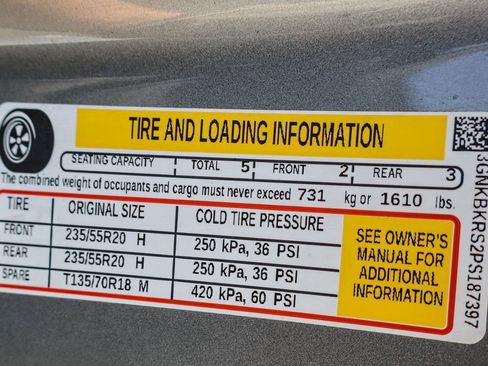 TIRE AND LOADING INFORMATION
SEATING CAPACITY TOTAL 5 FRONT 2 REAR 3
The combined weight of occupants and cargo must never exceed 731 kg or 1610 lbs.
TIRE ORIGINAL SIZE COLD TIRE PRESSURE
FRONT 235/55R20 H 250 kPa, 36 PSI
REAR 235/55R20 H 250 kPa, 36 PSI
SPARE T135/70R18 M 420 kPa, 60 PSI
SEE OWNER'S
MANUAL FOR
ADDITIONAL
INFORMATION
3GNKBKRS2PS187397